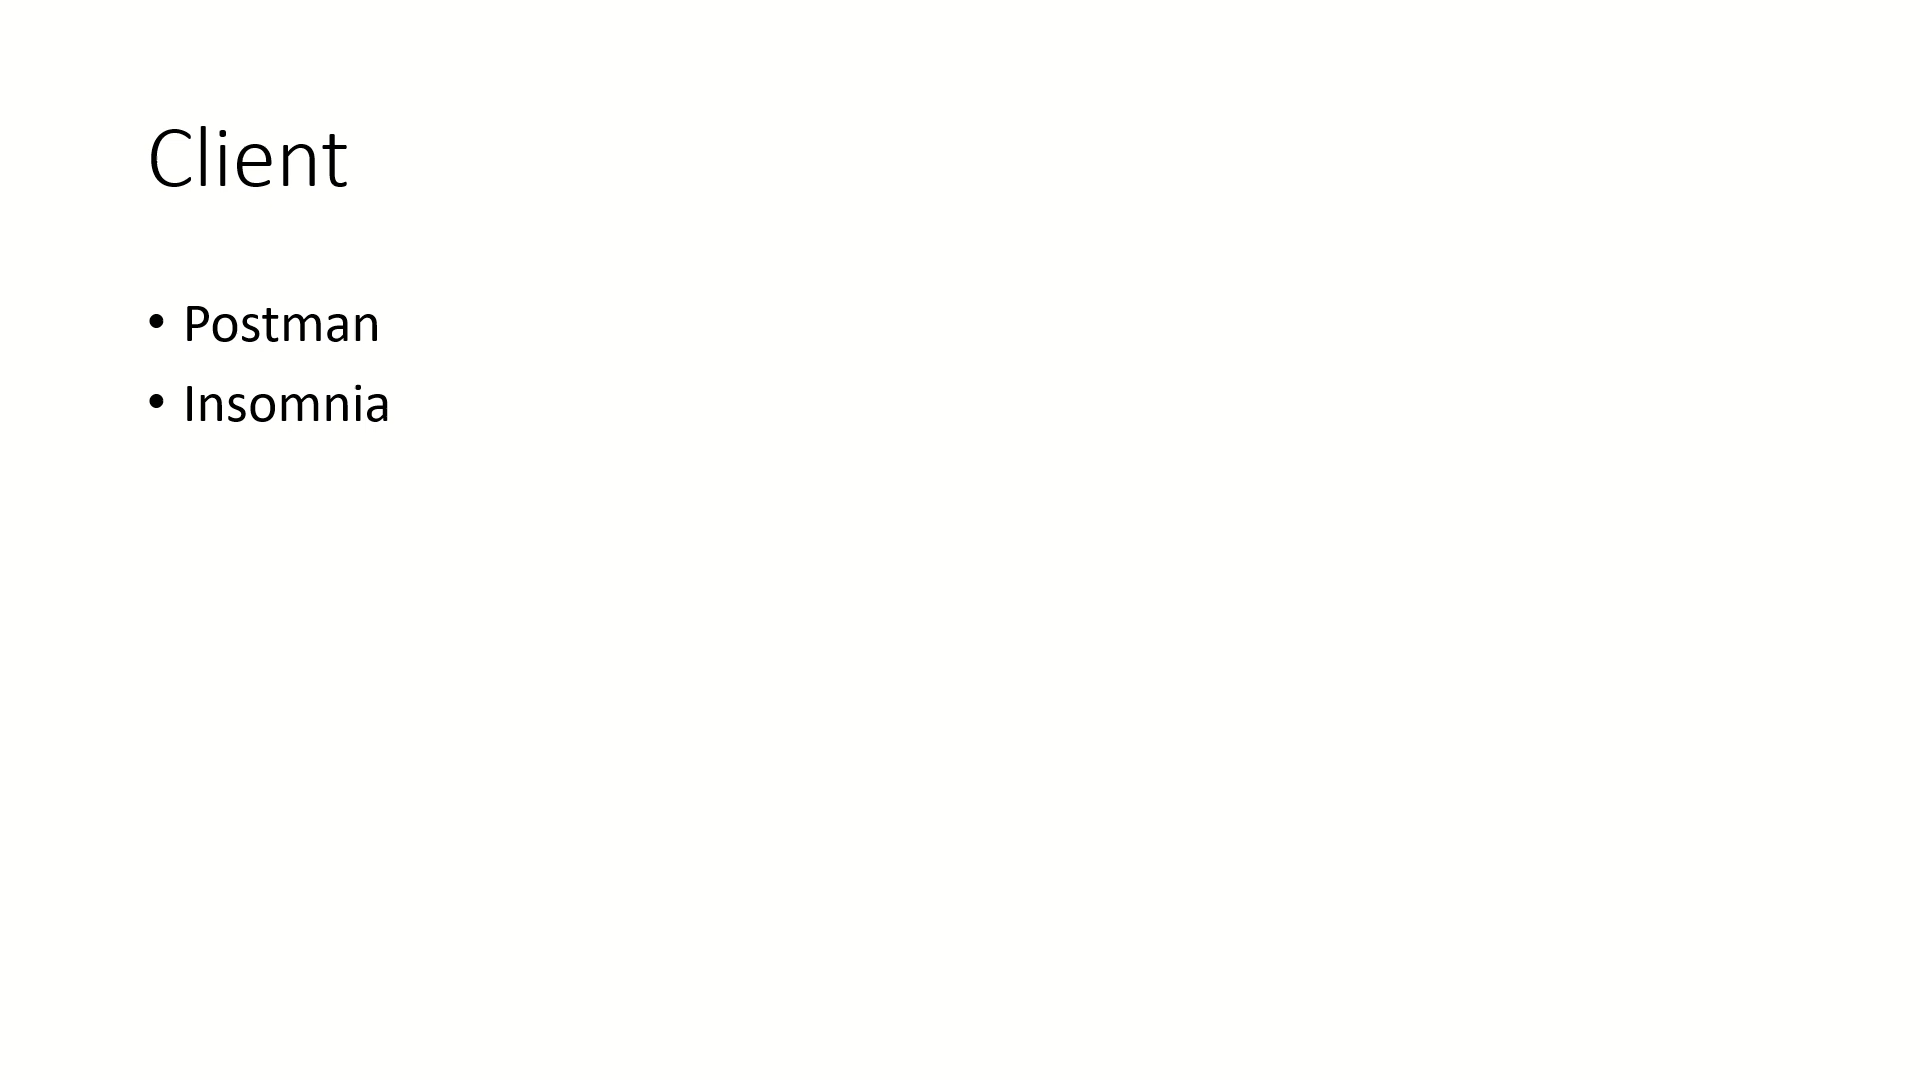 Client
• Postman
• Insomnia